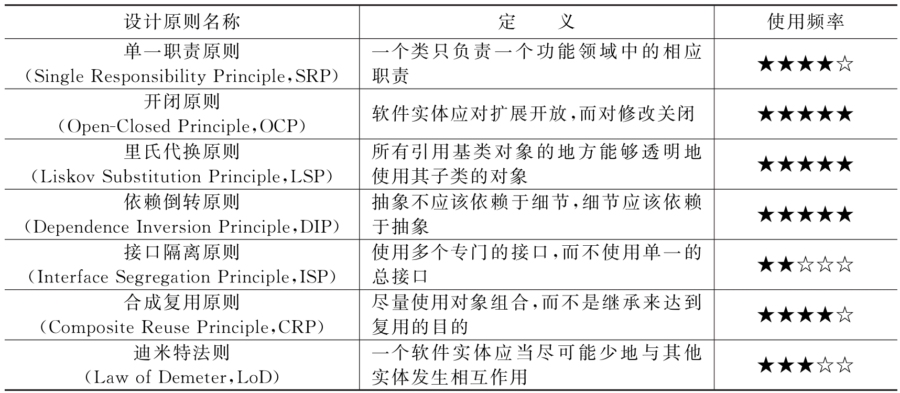 设计原则名称
定 义
使用频率
单一职责原则
(Single Responsibility Principle,SRP)
一个类只负责一个功能领域中的相应
职责
★★★★☆
开闭原则
(Open-Closed Principle,OCP)
软件实体应对扩展开放,而对修改关闭
★★★★★
里氏代换原则
(Liskov Substitution Principle,LSP)
所有引用基类对象的地方能够透明地
使用其子类的对象
★★★★★
依赖倒转原则
(Dependence Inversion Principle,DIP)
抽象不应该依赖于细节,细节应该依赖
于抽象
★★★★★
接口隔离原则
(Interface Segregation Principle,ISP)
使用多个专门的接口,而不使用单一的
总接口
★★☆☆☆
合成复用原则
(Composite Reuse Principle,CRP)
尽量使用对象组合,而不是继承来达到
复用的目的
★★★★☆
迪米特法则
(Law of Demeter,LoD)
一个软件实体应当尽可能少地与其他
实体发生相互作用
★★★☆☆